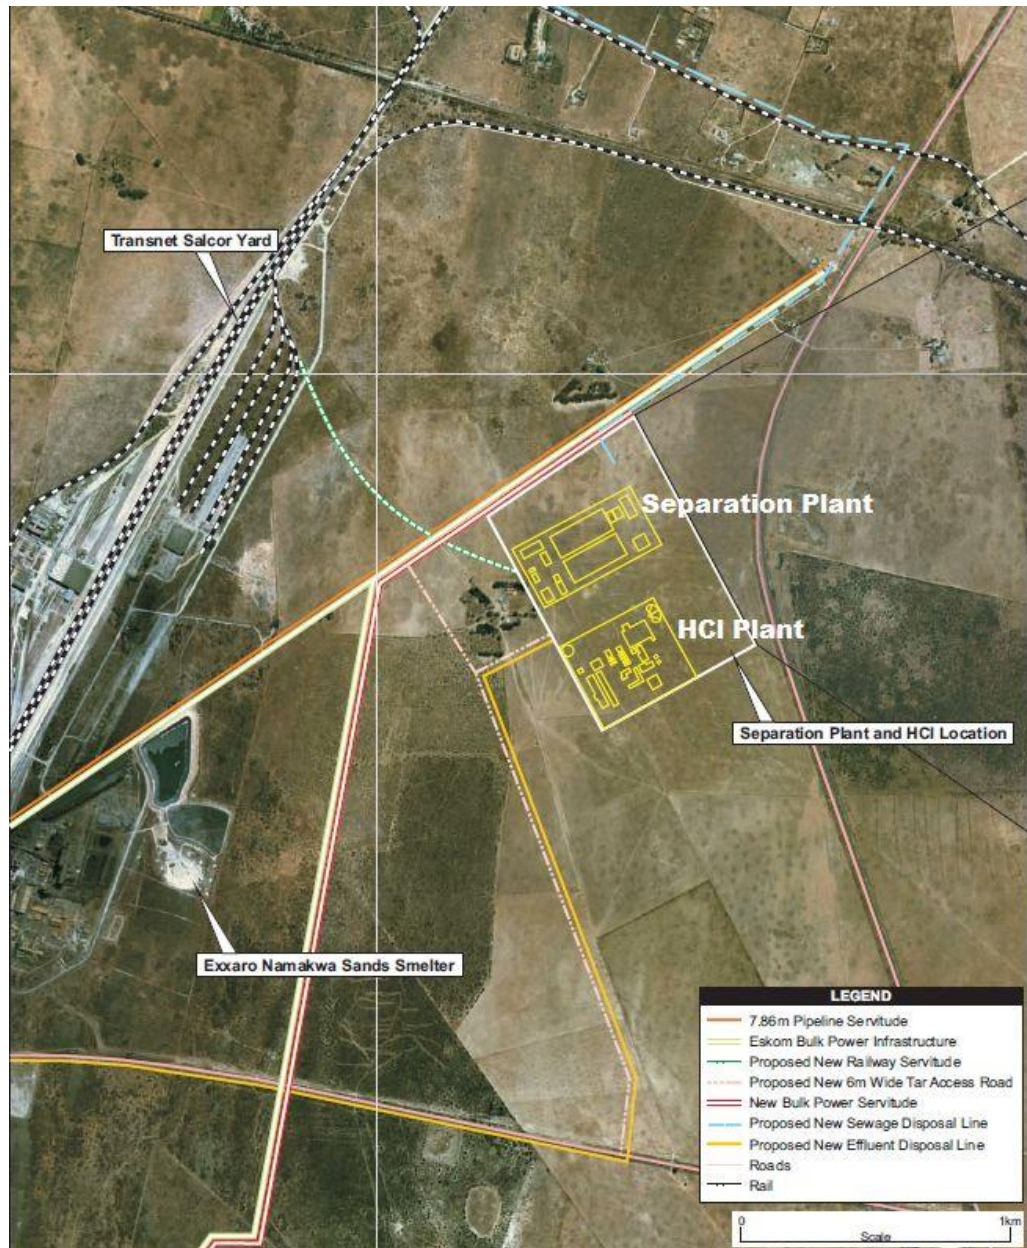 Transnet Salcor Yard
Separation Plant
HCl Plant
Separation Plant and HCl Location
Exxaro Namakwa Sands Smelter
LEGEND
7.86m Pipeline Servitude
Eskom Bulk Power Infrastructure
Proposed New Railway Servitude
Proposed New 6m Wide Tar Access Road
New Bulk Power Servitude
Proposed New Sewage Disposal Line
Proposed New Effluent Disposal Line
Roads
Rail
0 1km
Scale